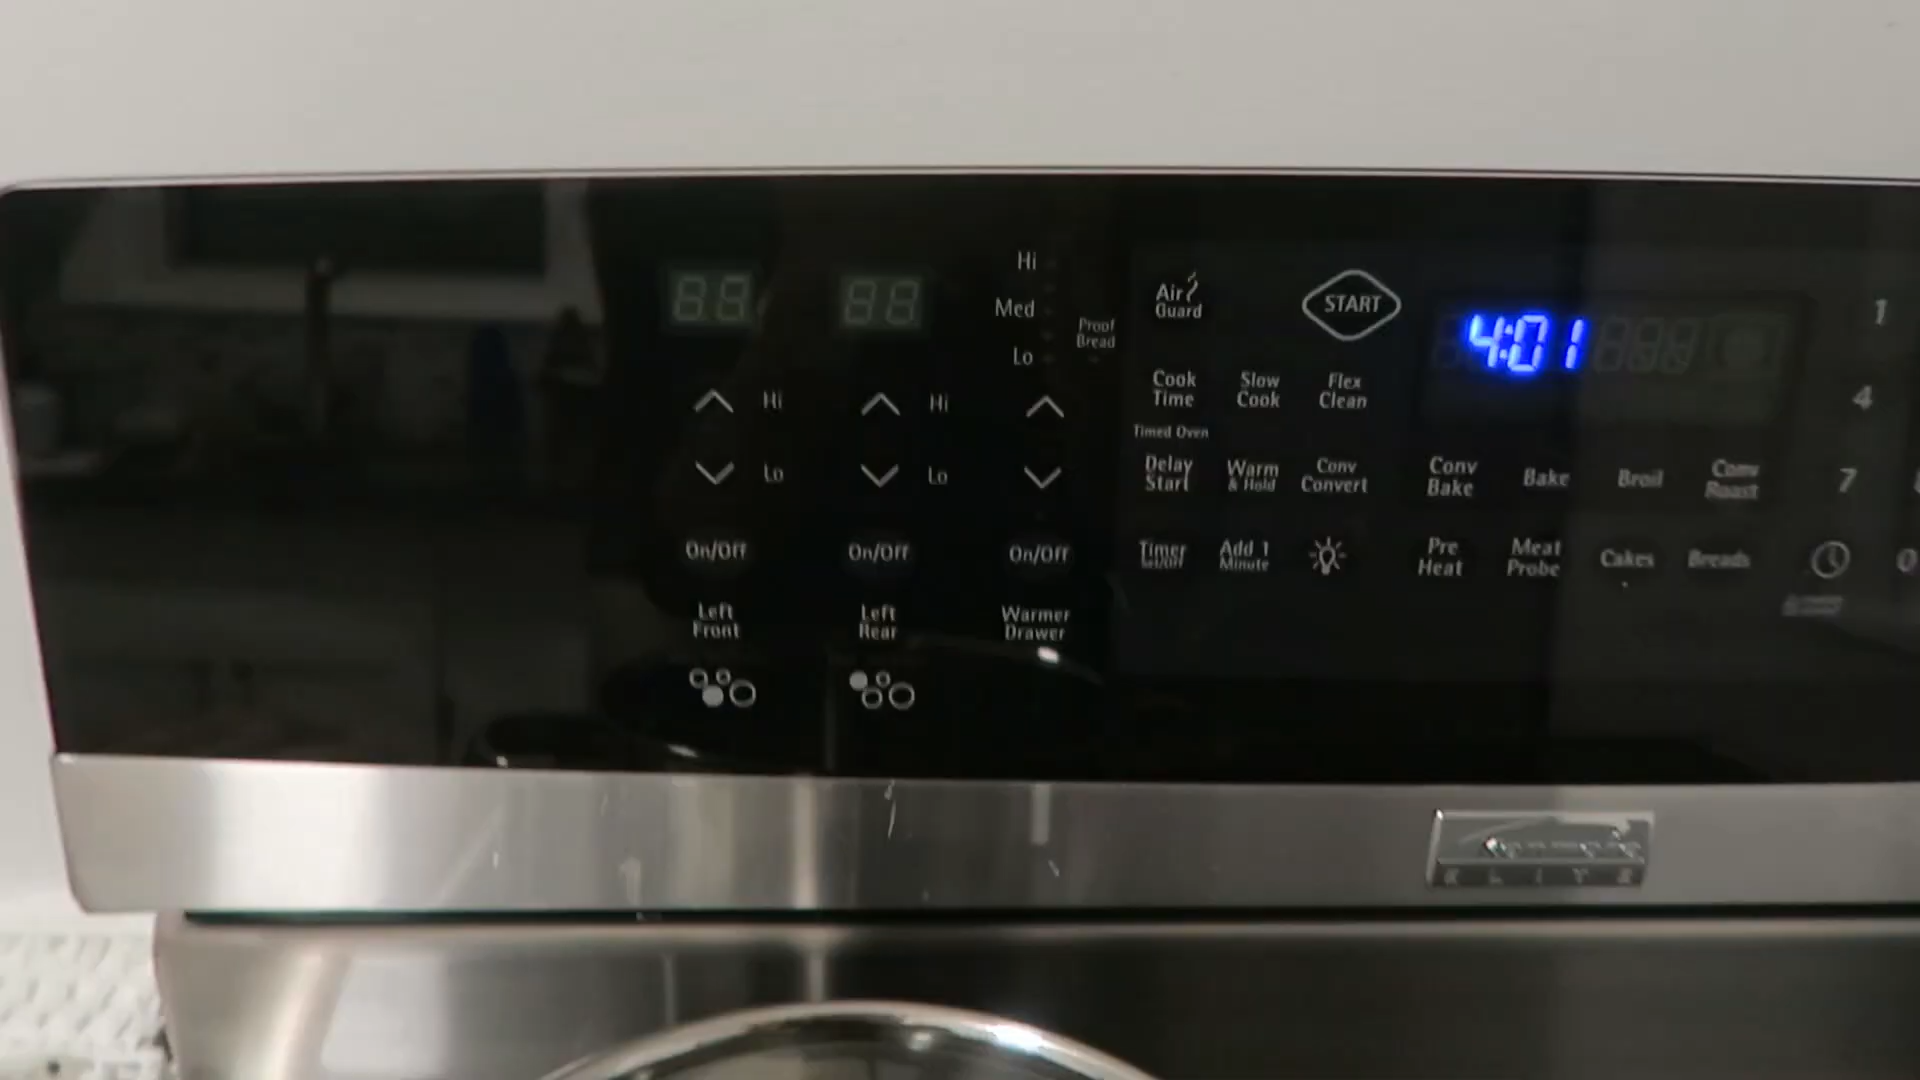 Hi
Med
Lo
Proof
Bread
Hi
Lo
On/Off
Left
Front
Hi
Lo
On/Off
Left
Rear
On/Off
Warmer
Drawer
Air
Guard
START
4:01
Cook
Time
Slow
Cook
Flex
Clean
Timed Oven
Delay
Start
Warm
& Hold
Conv
Convert
Conv
Bake
Bake
Broil
Conv
Roast
Timer
Add 1
Minute
Pre
Heat
Meat
Probe
Cakes
Breads
1
4
7
0
Kenmore
ELITE